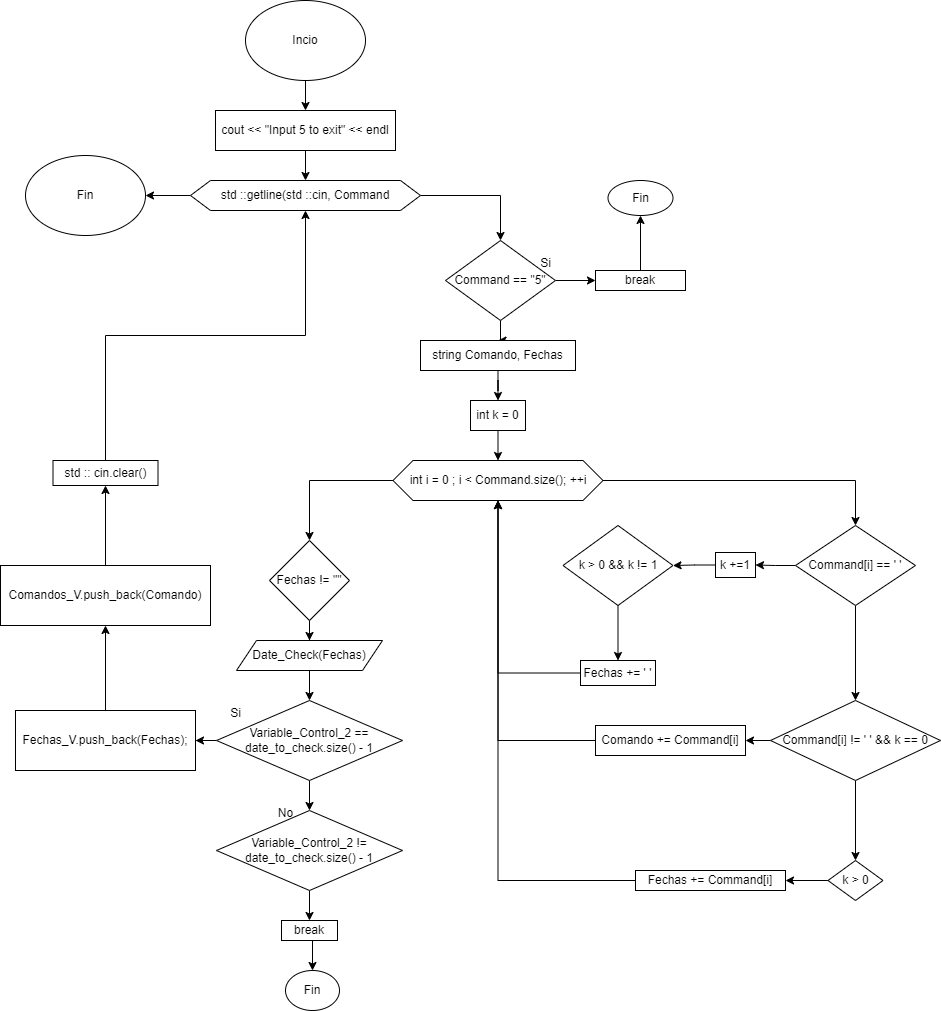 Incio
cout << "Input 5 to exit" << endl
Fin
std ::getline(std ::cin, Command
Fin
Si
Command == "5"
break
string Comando, Fechas
int k = 0
std :: cin.clear()
int i = 0 ; i < Command.size(); ++i
Fechas != ""
k > 0 && k != 1
k +=1
Command[i] == ' '
Comandos_V.push_back(Comando)
Date_Check(Fechas)
Fechas += ' '
Si
Fechas_V.push_back(Fechas);
Variable_Control_2 ==
date_to_check.size() - 1
Comando += Command[i]
Command[i] != ' ' && k == 0
No
Variable_Control_2 !=
date_to_check.size() - 1
Fechas += Command[i]
k > 0
break
Fin